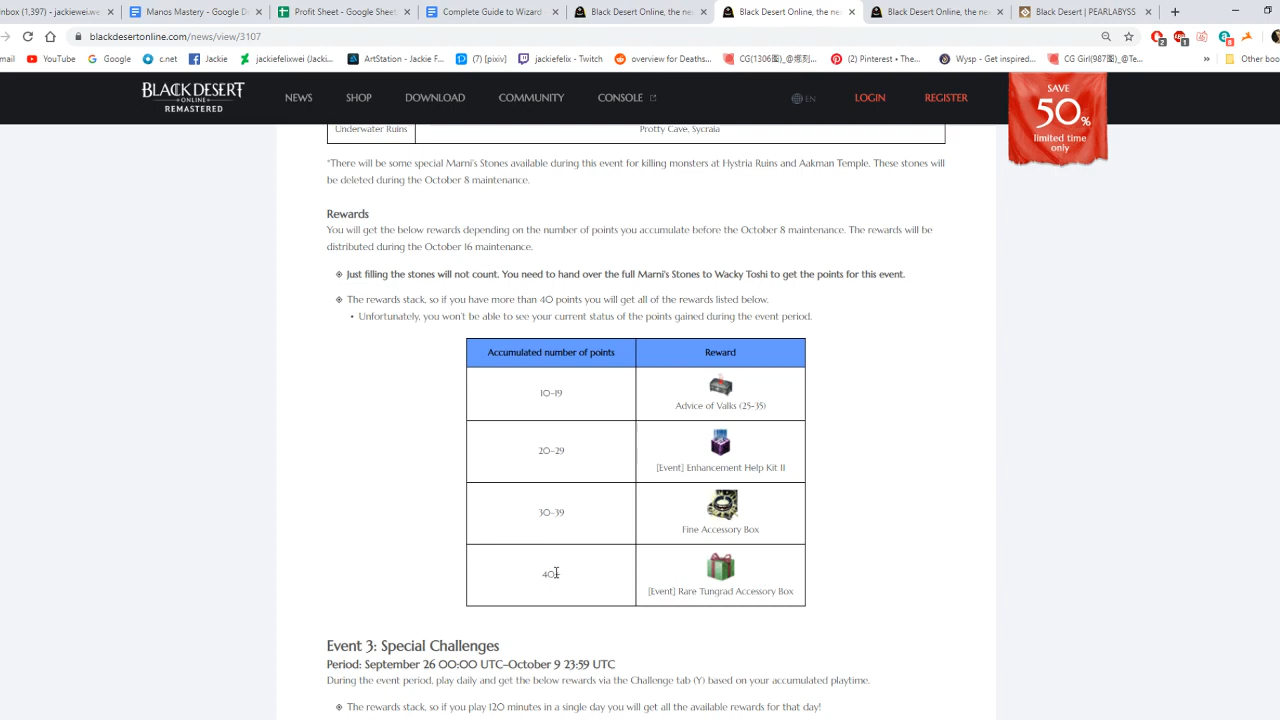 Inbox (1,397) - jackieweiwei
Manos Mastery - Google D
Profit Sheet - Google Sheet
Complete Guide to Wizard
Black Desert Online, the ne
Black Desert Online, the ne
Black Desert Online, the ne
Black Desert | PEARLABYSS
blackdesertonline.com/news/view/3107
mail
YouTube
Google
c.net
Jackie
jackiefelixwei (Jacki...
ArtStation - Jackie F...
(7) [pixiv]
jackiefelix - Twitch
overview for Deaths...
(2) Pinterest • The...
Wysp - Get inspired...
»
Other boo
BLACK DESERT
ONLINE
REMASTERED
NEWS
SHOP
DOWNLOAD
COMMUNITY
CONSOLE
EN
LOGIN
REGISTER
SAVE
50%
limited time
only
Underwater Ruins
Protty Cave, Sycraia
*There will be some special Marni's Stones available during this event for killing monsters at Hystria Ruins and Aakman Temple. These stones
will be deleted during the October 8 maintenance.
Rewards
You will get the below rewards depending on the number of points you accumulate before the October 8 maintenance. The rewards will be
distributed during the October 16 maintenance.
Just filling the stones will not count. You need to hand over the full Marni's Stones to Wacky Toshi to get the points for this event.
The rewards stack, so if you have more than 40 points you will get all of the rewards listed below.
• Unfortunately, you won't be able to see your current status of the points gained during the event period.
Accumulated number of points
Reward
10-19
Advice of Valks (25-35)
20-29
[Event] Enhancement Help Kit II
30-39
Fine Accessory Box
40
[Event] Rare Tungrad Accessory Box
Event 3: Special Challenges
Period: September 26 00:00 UTC–October 9 23:59 UTC
During the event period, play daily and get the below rewards via the Challenge tab (Y) based on your accumulated playtime.
The rewards stack, so if you play 120 minutes in a single day you will get all the available rewards for that day!